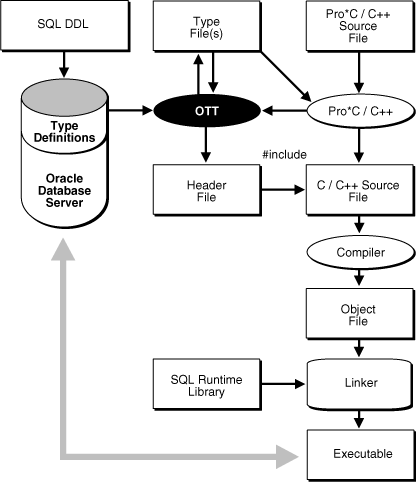 SQL DDL
Type
File(s)
Pro*C / C++
Source
File
Type
Definitions
OTT
Pro*C / C++
Oracle
Database
Server
#include
Header
File
C / C++ Source
File
Compiler
Object
File
SQL Runtime
Library
Linker
Executable